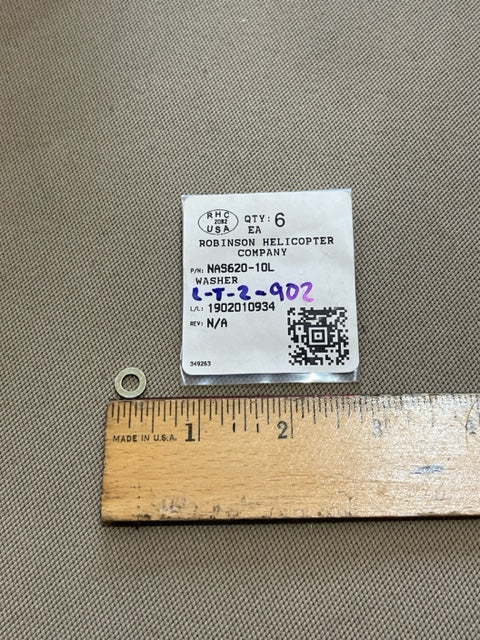 RHC
2082
USA
QTY: 6
EA
ROBINSON HELICOPTER
COMPANY
P/N: NAS620-10L
WASHER
L-T-2-902
L/L: 1902010934
REV: N/A
349263
1 2 3 4
MADE IN U.S.A.